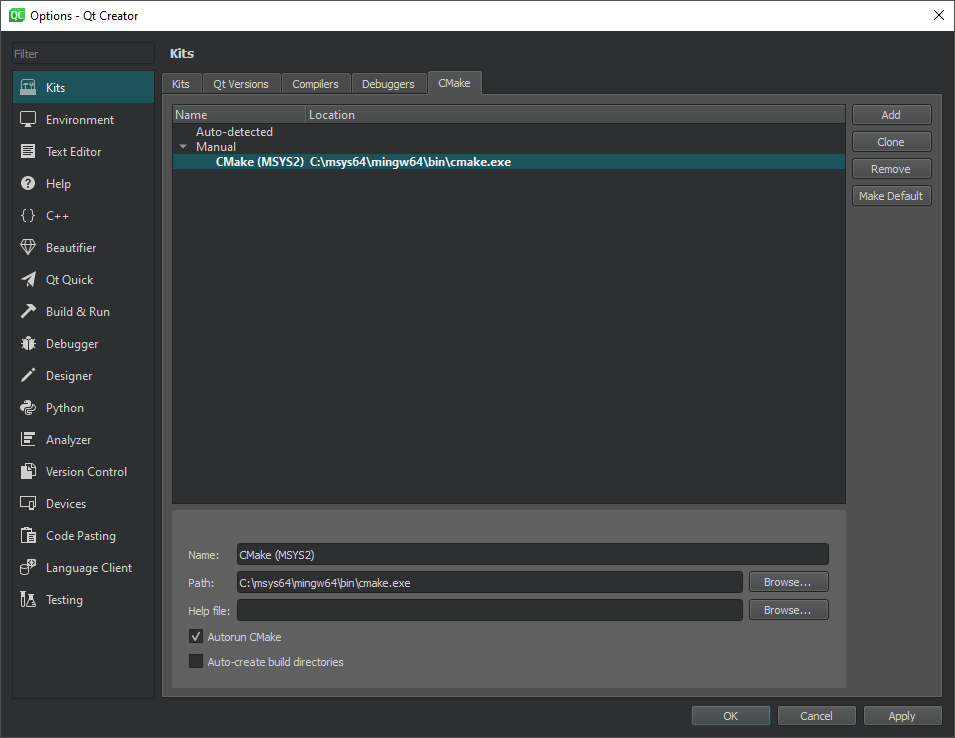 Options - Qt Creator
Filter
Kits
Environment
Text Editor
Help
C++
Beautifier
Qt Quick
Build & Run
Debugger
Designer
Python
Analyzer
Version Control
Devices
Code Pasting
Language Client
Testing
Kits
Kits Qt Versions Compilers Debuggers CMake
Name Location
Auto-detected
Manual
CMake (MSYS2) C:\msys64\mingw64\bin\cmake.exe
Add
Clone
Remove
Make Default
Name: CMake (MSYS2)
Path: C:\msys64\mingw64\bin\cmake.exe Browse...
Help file: Browse...
Autorun CMake
Auto-create build directories
OK Cancel Apply